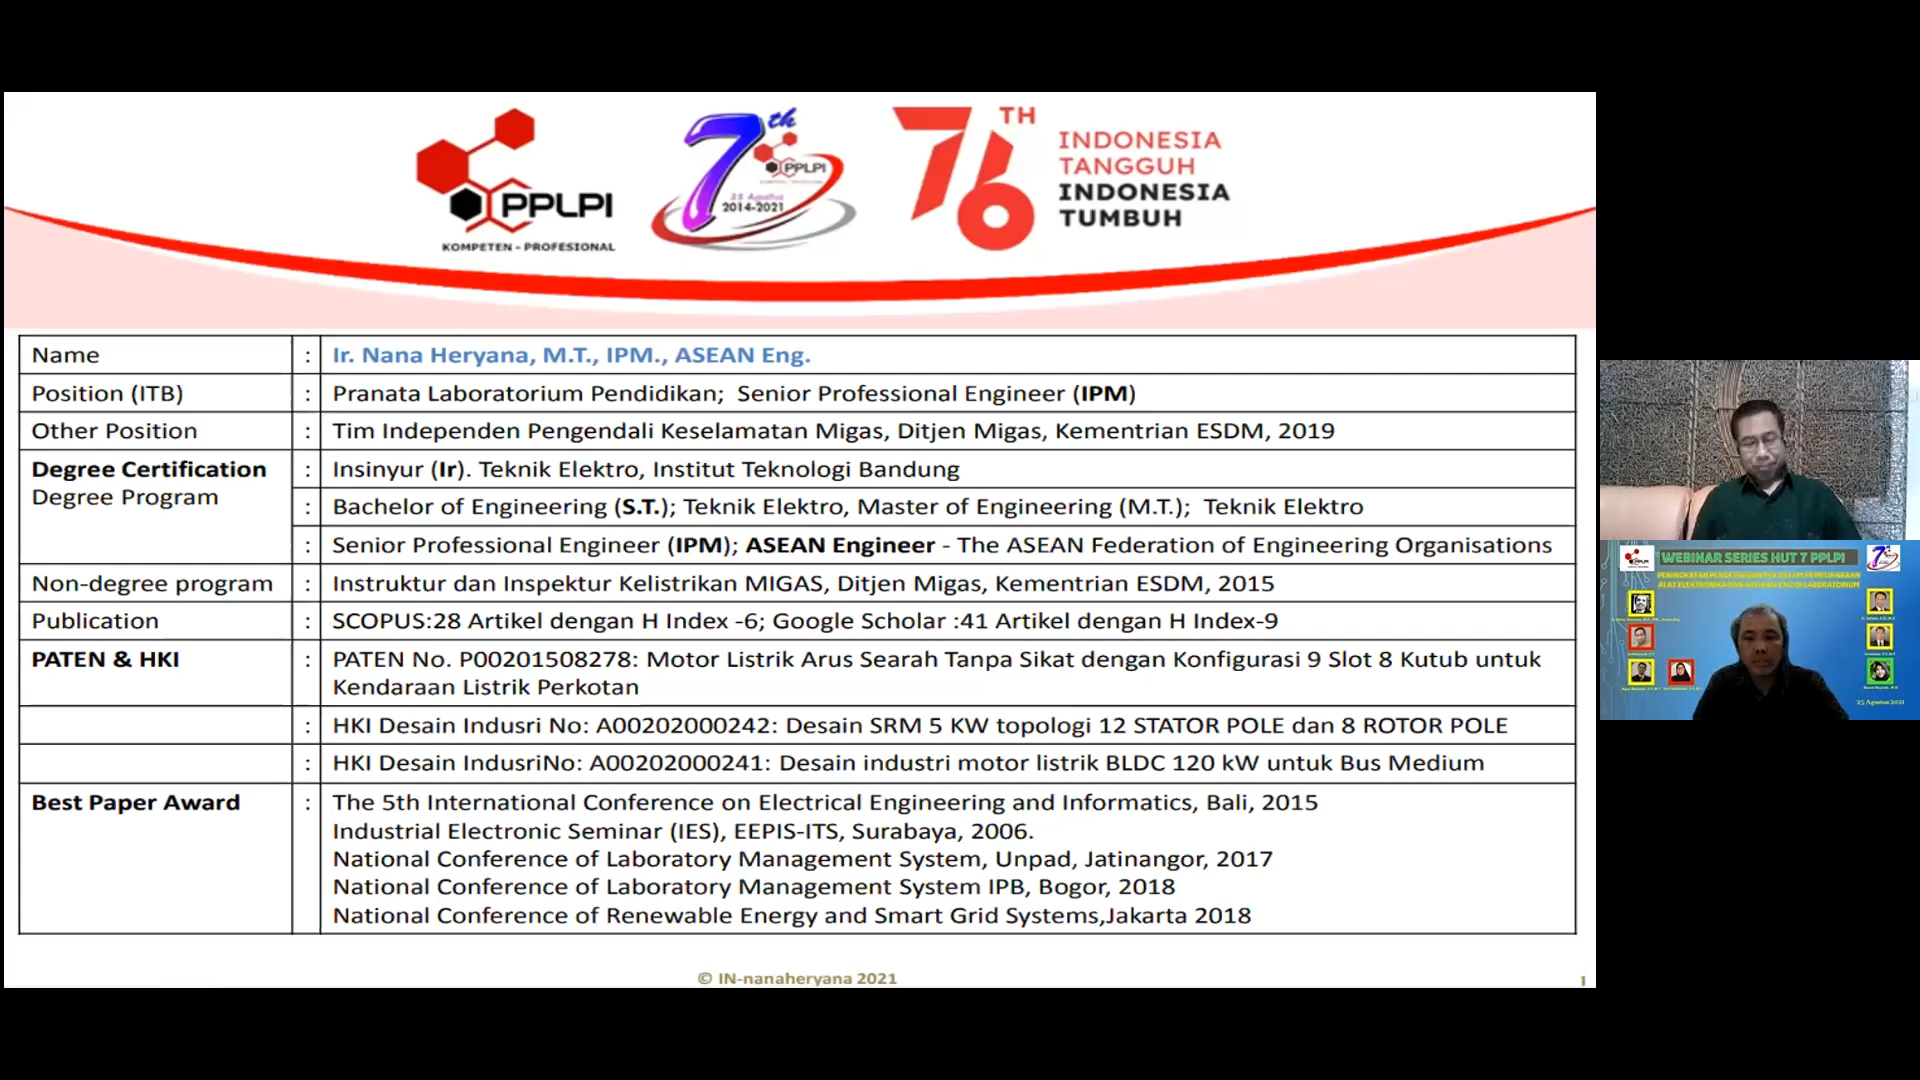 PPLPI
KOMPETEN - PROFESIONAL
7th
PPLPI
2014-2021
76TH
INDONESIA
TANGGUH
INDONESIA
TUMBUH
Name : Ir. Nana Heryana, M.T., IPM., ASEAN Eng.
Position (ITB) : Pranata Laboratorium Pendidikan; Senior Professional Engineer (IPM)
Other Position : Tim Independen Pengendali Keselamatan Migas, Ditjen Migas, Kementrian ESDM, 2019
Degree Certification : Insinyur (Ir). Teknik Elektro, Institut Teknologi Bandung
Degree Program
: Bachelor of Engineering (S.T.); Teknik Elektro, Master of Engineering (M.T.); Teknik Elektro
: Senior Professional Engineer (IPM); ASEAN Engineer - The ASEAN Federation of Engineering Organisations
Non-degree program : Instruktur dan Inspektur Kelistrikan MIGAS, Ditjen Migas, Kementrian ESDM, 2015
Publication : SCOPUS:28 Artikel dengan H Index -6; Google Scholar :41 Artikel dengan H Index-9
PATEN & HKI : PATEN No. P00201508278: Motor Listrik Arus Searah Tanpa Sikat dengan Konfigurasi 9 Slot 8 Kutub untuk
Kendaraan Listrik Perkotan
: HKI Desain Indusri No: A00202000242: Desain SRM 5 KW topologi 12 STATOR POLE dan 8 ROTOR POLE
: HKI Desain IndusriNo: A00202000241: Desain industri motor listrik BLDC 120 kW untuk Bus Medium
Best Paper Award : The 5th International Conference on Electrical Engineering and Informatics, Bali, 2015
Industrial Electronic Seminar (IES), EEPIS-ITS, Surabaya, 2006.
National Conference of Laboratory Management System, Unpad, Jatinangor, 2017
National Conference of Laboratory Management System IPB, Bogor, 2018
National Conference of Renewable Energy and Smart Grid Systems,Jakarta 2018
© IN-nanaheryana 2021
1
WEBINAR SERIES HUT 7 PPLPI
25 Agustus 2021